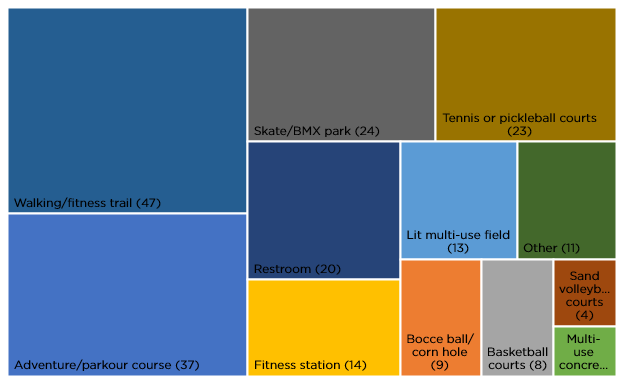 Walking/fitness trail (47)
Adventure/parkour course (37)
Skate/BMX park (24)
Tennis or pickleball courts
(23)
Restroom (20)
Fitness station (14)
Lit multi-use field
(13)
Other (11)
Bocce ball/
corn hole
(9)
Basketball
courts (8)
Sand
volleyb...
courts
(4)
Multi-
use
concre...